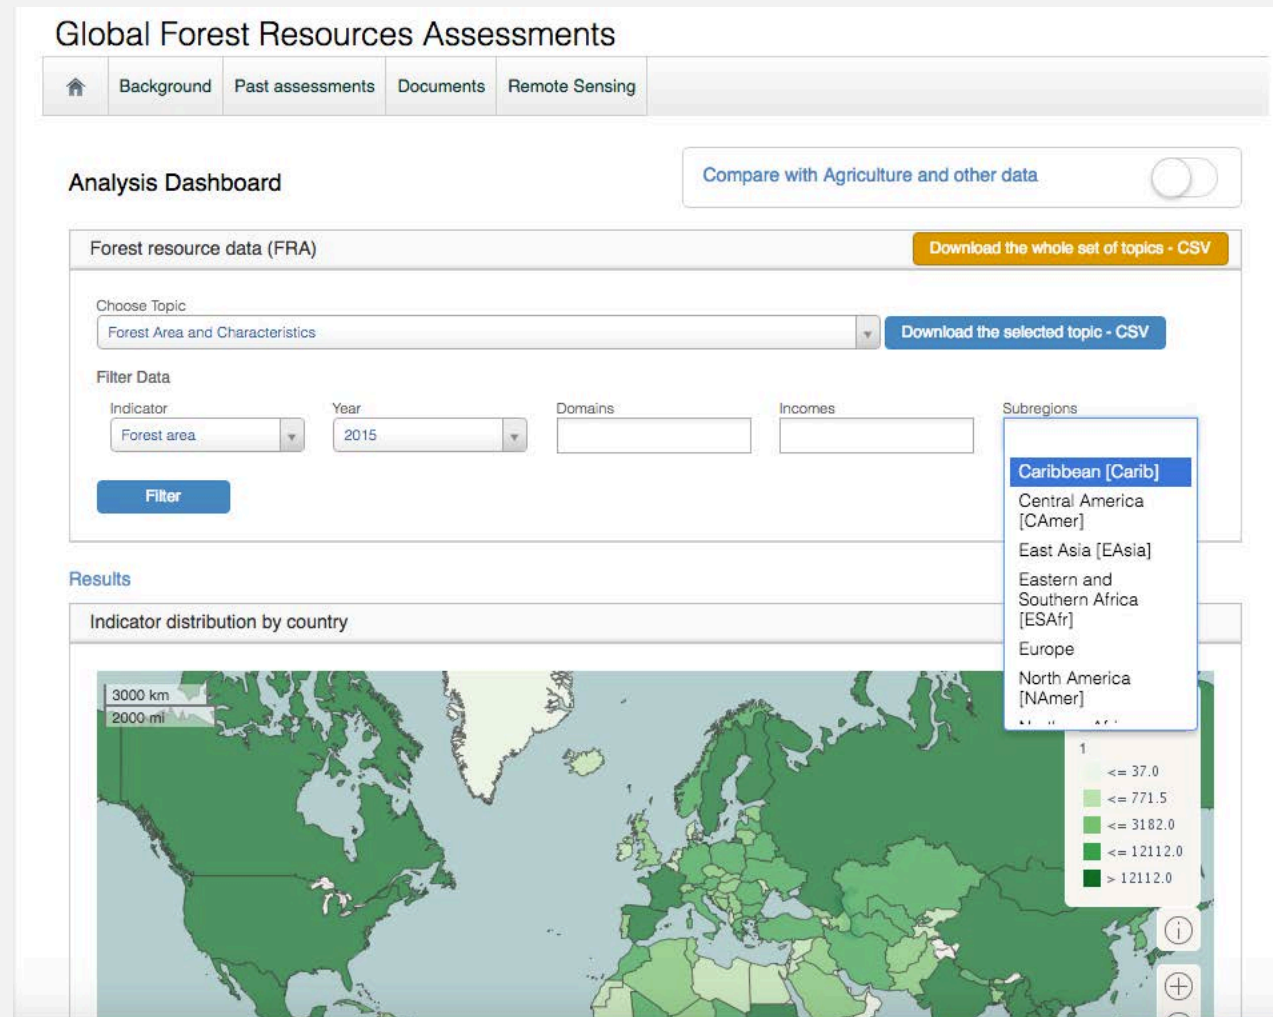 Global Forest Resources Assessments
Background Past assessments Documents Remote Sensing
Analysis Dashboard
Compare with Agriculture and other data
Forest resource data (FRA)
Download the whole set of topics - CSV
Choose Topic
Forest Area and Characteristics
Download the selected topic - CSV
Filter Data
Indicator Year Domains Incomes Subregions
Forest area 2015
Filter
Caribbean [Carib]
Central America
[CAmer]
East Asia [EAsia]
Eastern and
Southern Africa
[ESAfr]
Europe
North America
[NAmer]
Results
Indicator distribution by country
3000 km
2000 mi
1
<= 37.0
<= 771.5
<= 3182.0
<= 12112.0
> 12112.0